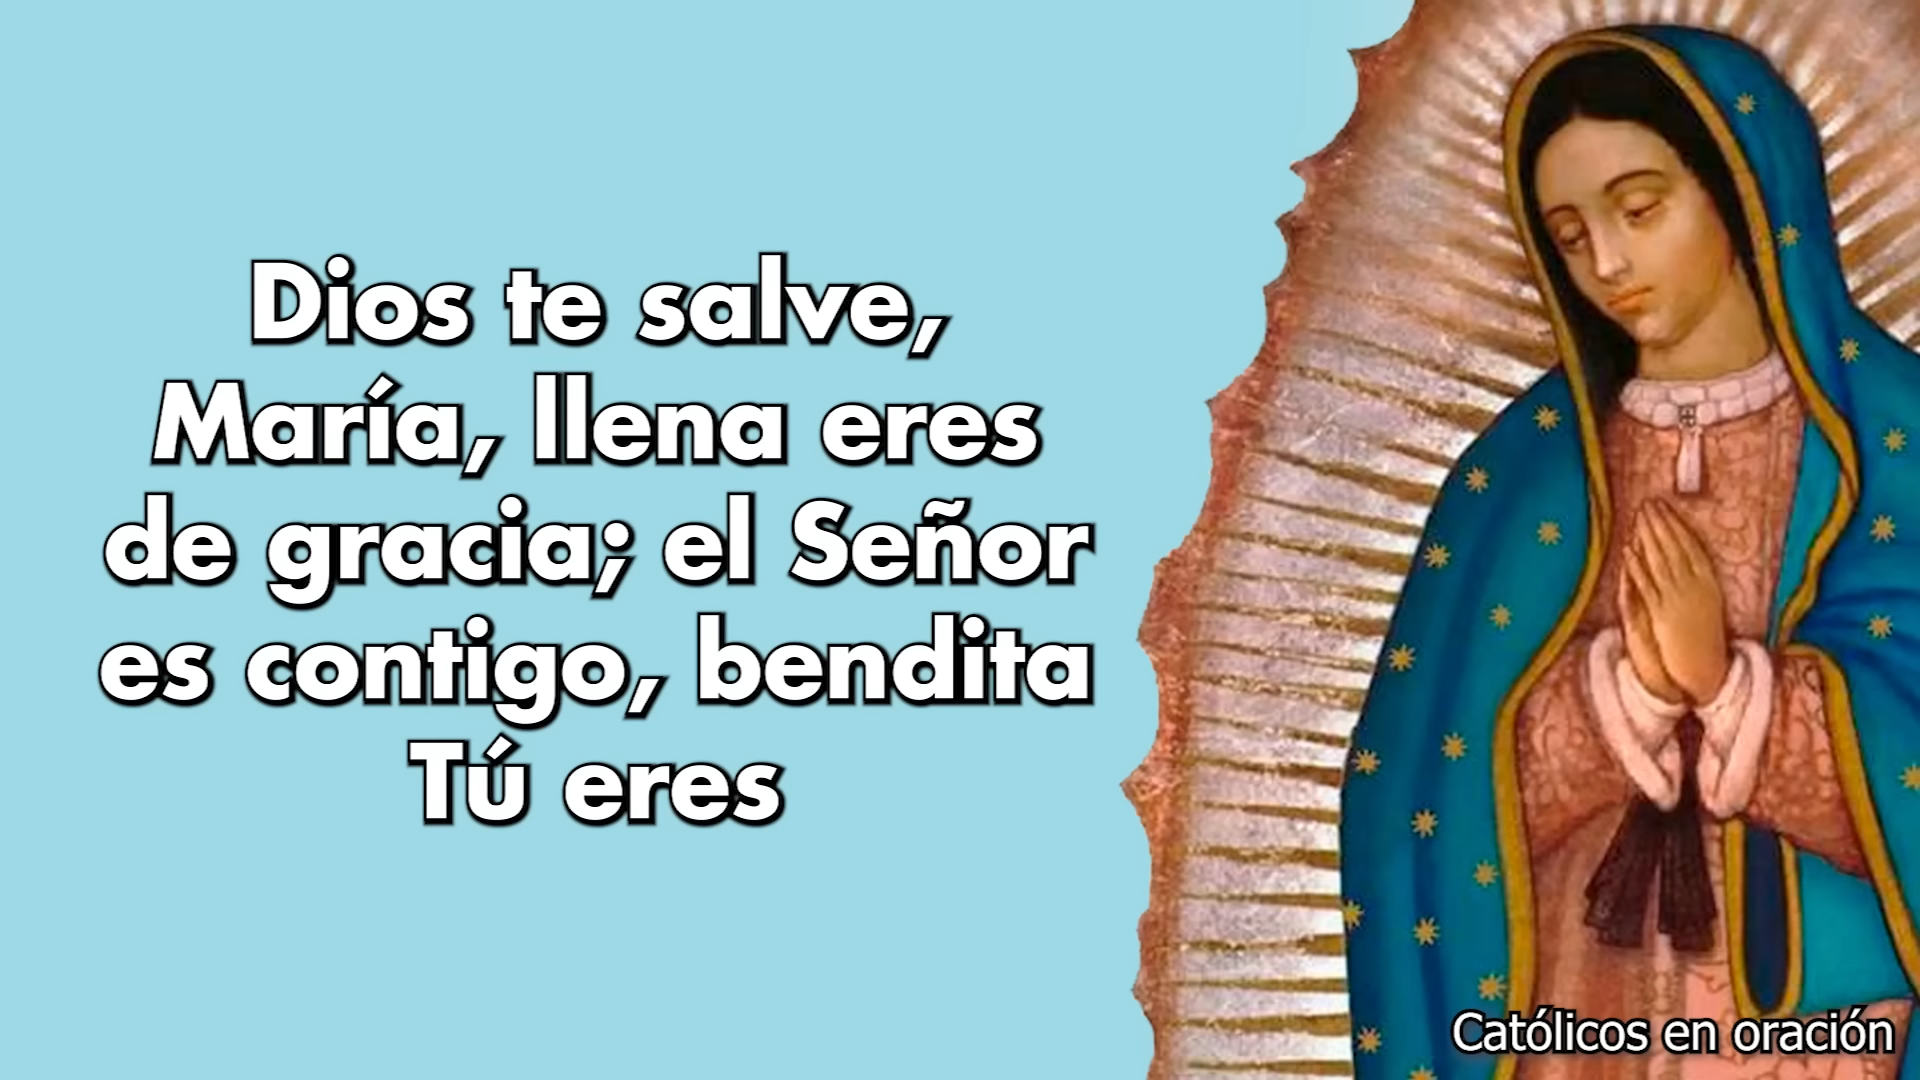 Dios te salve,
María, llena eres
de gracia; el Señor
es contigo, bendita
Tú eres
Católicos en oración